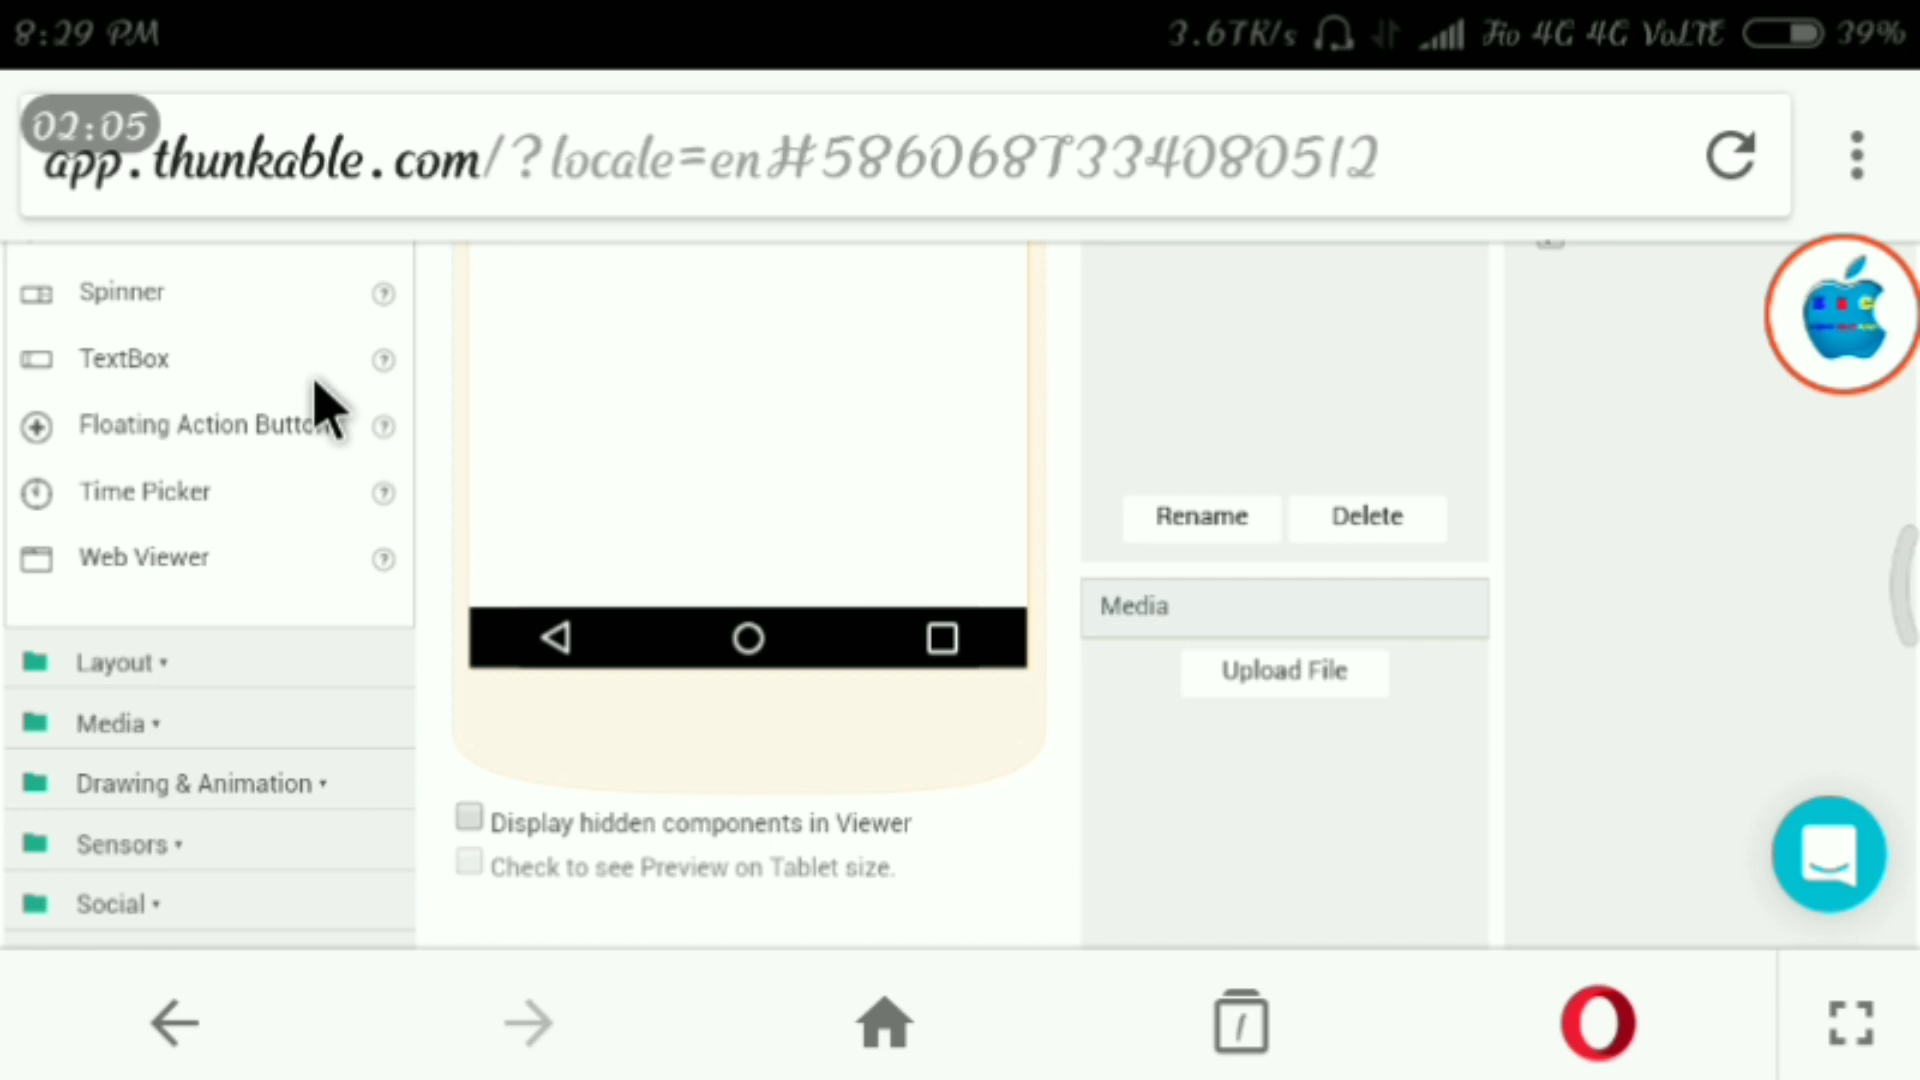 8:29 PM
3.67K/s Jio 4G 4G VoLTE 39%
02:05
app.thunkable.com/?locale=en#5860687334080512
Spinner ?
TextBox ?
Floating Action Button ?
Time Picker ?
Web Viewer ?
Rename Delete
Media
Upload File
Layout
Media
Drawing & Animation
Sensors
Social
Display hidden components in Viewer
Check to see Preview on Tablet size.
1